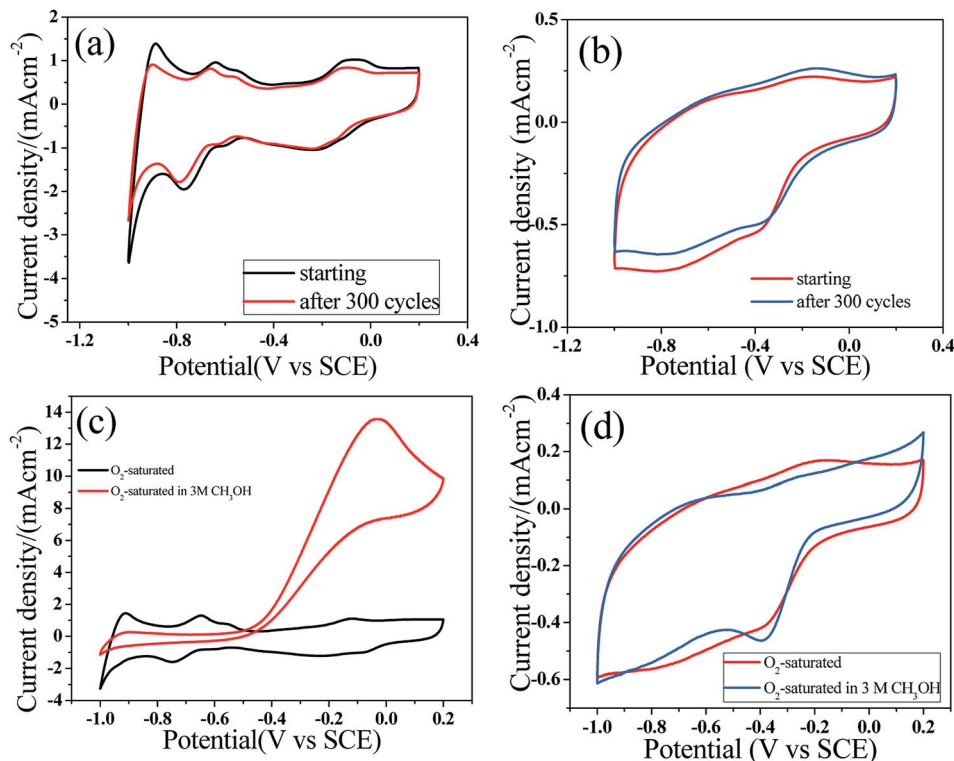 (a)
Current density/(mAcm-2)
2
1
0
-1
-2
-3
-4
-5
starting
after 300 cycles
-1.2 -0.8 -0.4 0.0 0.4
Potential(V vs SCE)
(b)
Current density (mAcm-2)
0.5
0.0
-0.5
-1.0
starting
after 300 cycles
-1.2 -0.8 -0.4 0.0 0.4
Potential (V vs SCE)
(c)
Current density/(mAcm-2)
14
12
10
8
6
4
2
0
-2
-4
O2-saturated
O2-saturated in 3M CH3OH
-1.0 -0.8 -0.6 -0.4 -0.2 0.0 0.2
Potential(V vs SCE)
(d)
Current density/(mAcm-2)
0.4
0.2
0.0
-0.2
-0.4
-0.6
O2-saturated
O2-saturated in 3 M CH3OH
-1.0 -0.8 -0.6 -0.4 -0.2 0.0 0.2
Potential (V vs SCE)